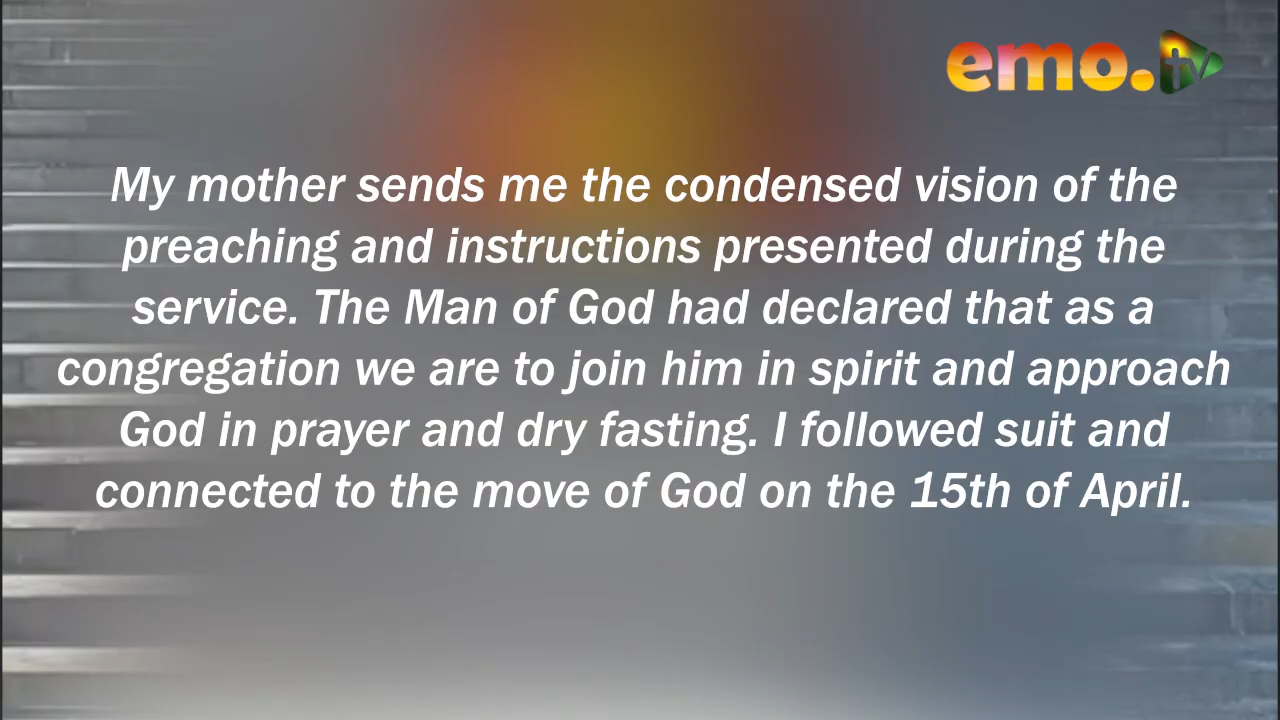 emo.tv
My mother sends me the condensed vision of the
preaching and instructions presented during the
service. The Man of God had declared that as a
congregation we are to join him in spirit and approach
God in prayer and dry fasting. I followed suit and
connected to the move of God on the 15th of April.